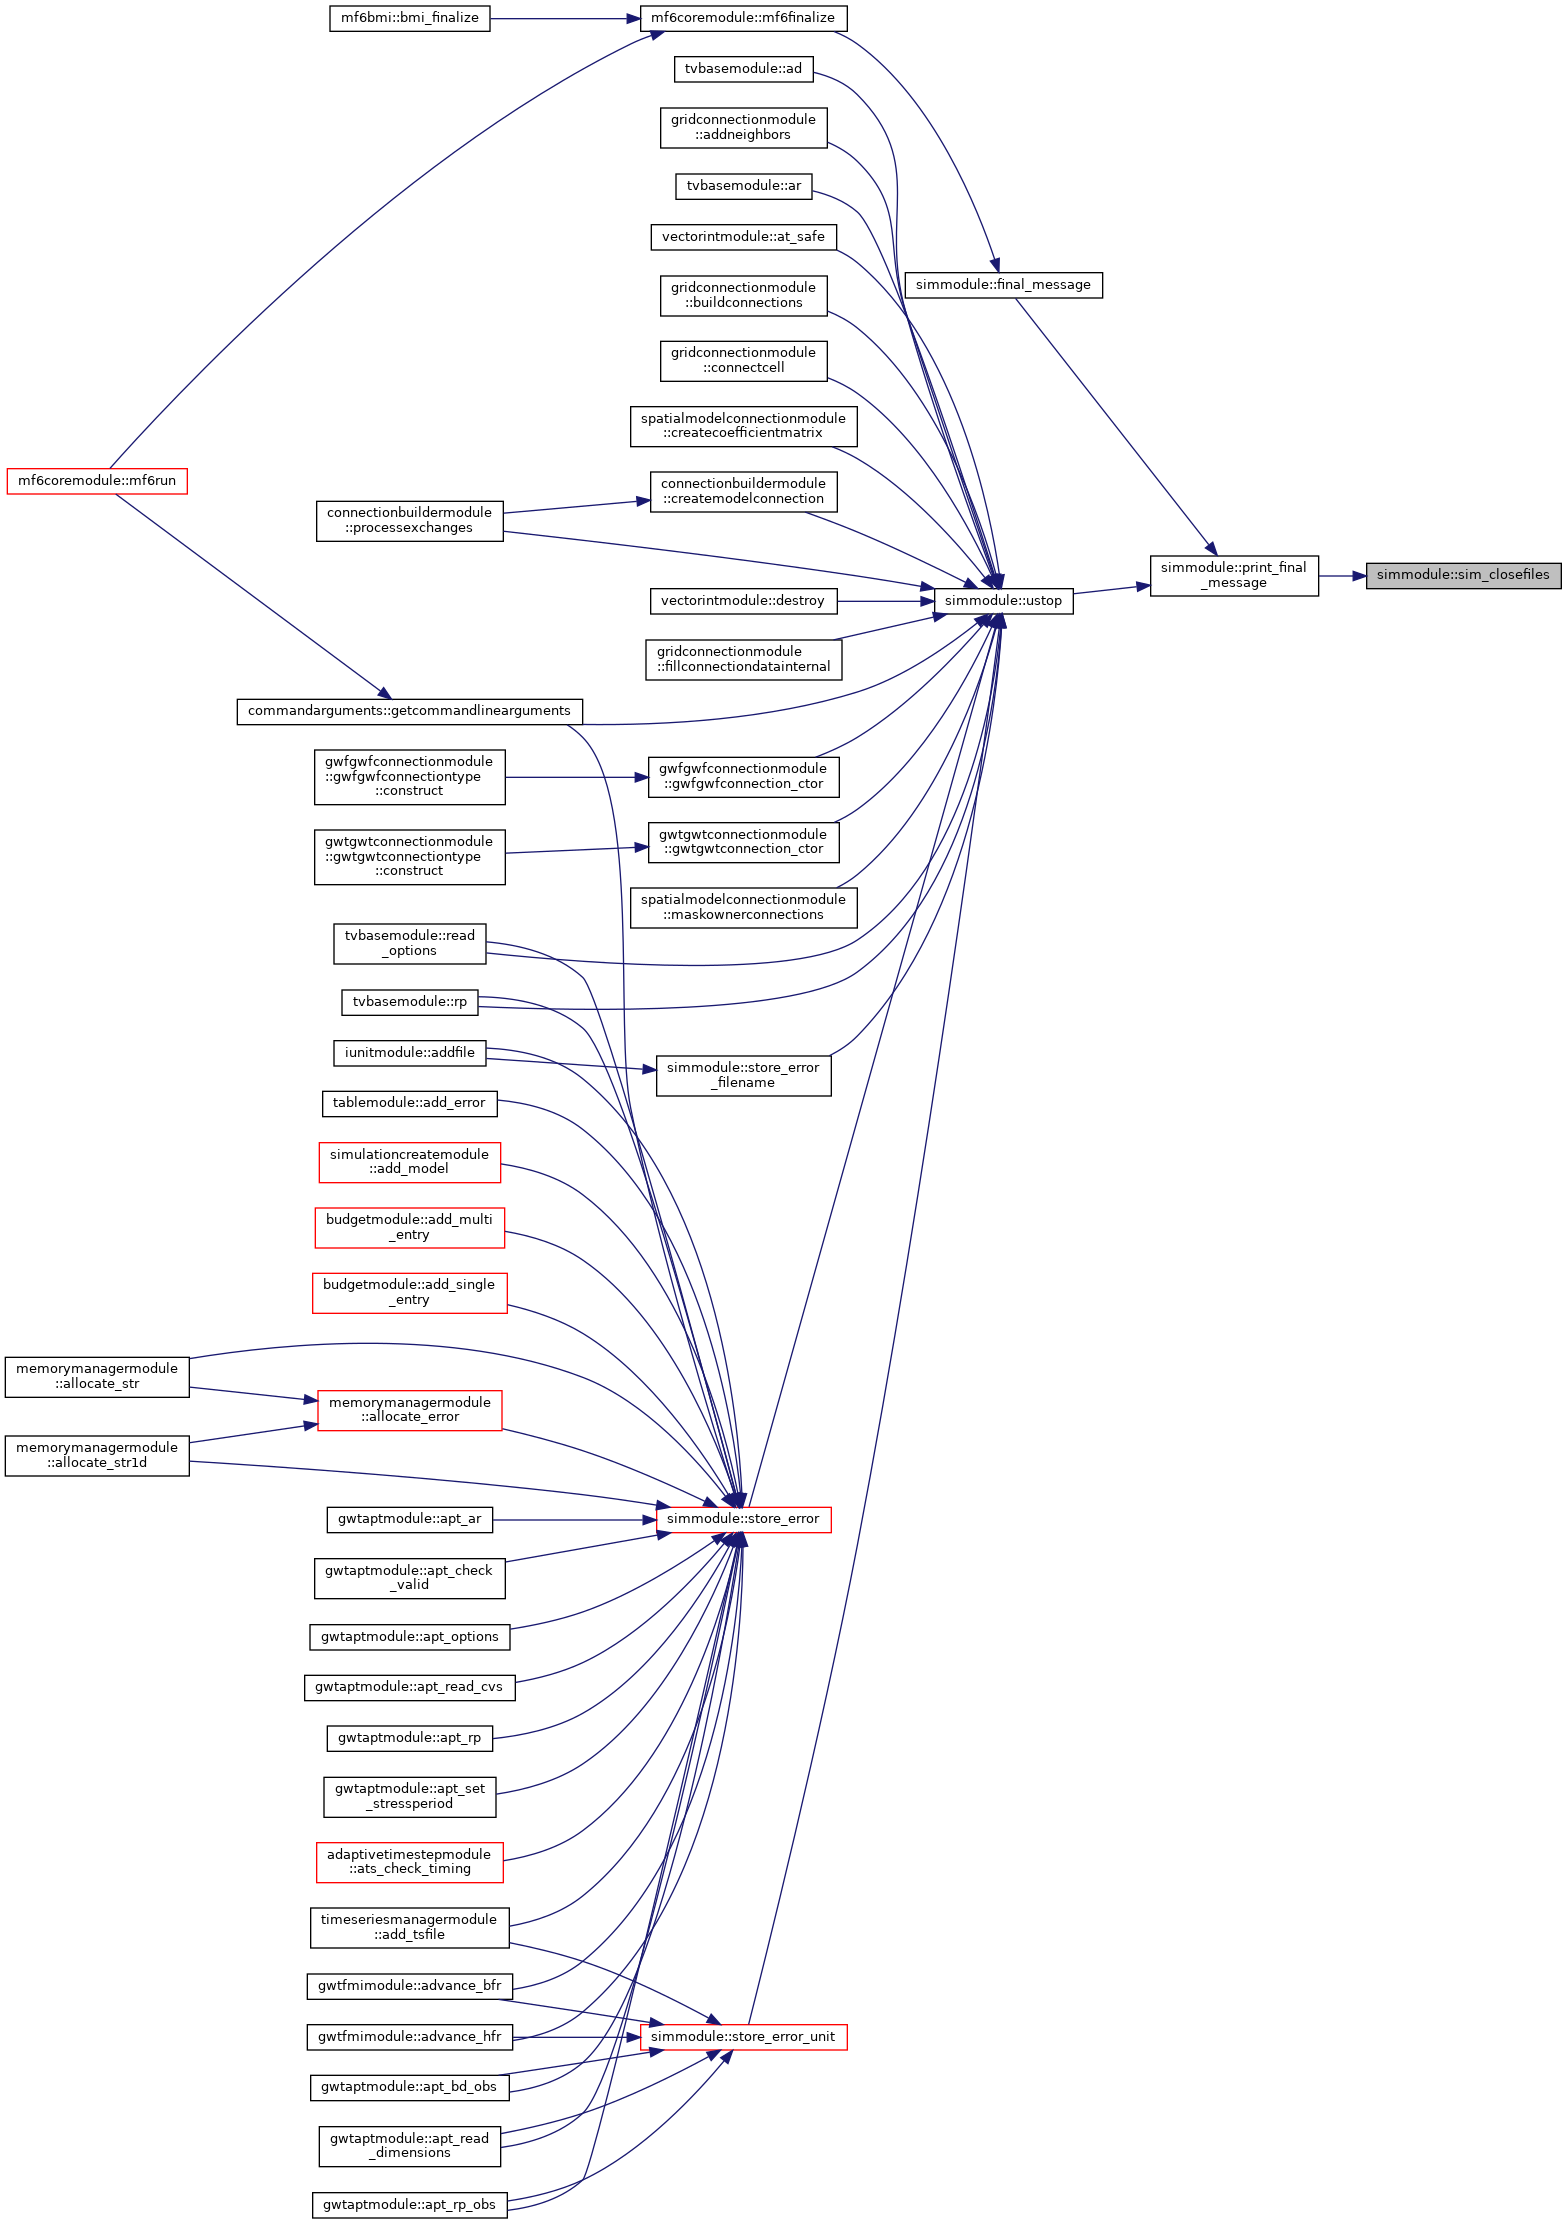 mf6bmi::bmi_finalize
mf6coremodule::mf6finalize
tvbasemodule::ad
gridconnectionmodule
::addneighbors
tvbasemodule::ar
vectorintmodule::at_safe
simmodule::final_message
gridconnectionmodule
::buildconnections
gridconnectionmodule
::connectcell
spatialmodelconnectionmodule
::createcoefficientmatrix
mf6coremodule::mf6run
connectionbuildermodule
::createmodelconnection
connectionbuildermodule
::processexchanges
simmodule::print_final
_message
simmodule::sim_closefiles
vectorintmodule::destroy
simmodule::ustop
gridconnectionmodule
::fillconnectiondatainternal
commandarguments::getcommandlinearguments
gwfgwfconnectionmodule
::gwfgwfconnectiontype
::construct
gwfgwfconnectionmodule
::gwfgwfconnection_ctor
gwtgwtconnectionmodule
::gwtgwtconnectiontype
::construct
gwtgwtconnectionmodule
::gwtgwtconnection_ctor
spatialmodelconnectionmodule
::maskownerconnections
tvbasemodule::read
_options
tvbasemodule::rp
iunitmodule::addfile
simmodule::store_error
_filename
tablemodule::add_error
simulationcreatemodule
::add_model
budgetmodule::add_multi
_entry
budgetmodule::add_single
_entry
memorymanagermodule
::allocate_str
memorymanagermodule
::allocate_error
memorymanagermodule
::allocate_str1d
gwtaptmodule::apt_ar
simmodule::store_error
gwtaptmodule::apt_check
_valid
gwtaptmodule::apt_options
gwtaptmodule::apt_read_cvs
gwtaptmodule::apt_rp
gwtaptmodule::apt_set
_stressperiod
adaptivetimestepmodule
::ats_check_timing
timeseriesmanagermodule
::add_tsfile
gwtfmimodule::advance_bfr
gwtfmimodule::advance_hfr
simmodule::store_error_unit
gwtaptmodule::apt_bd_obs
gwtaptmodule::apt_read
_dimensions
gwtaptmodule::apt_rp_obs